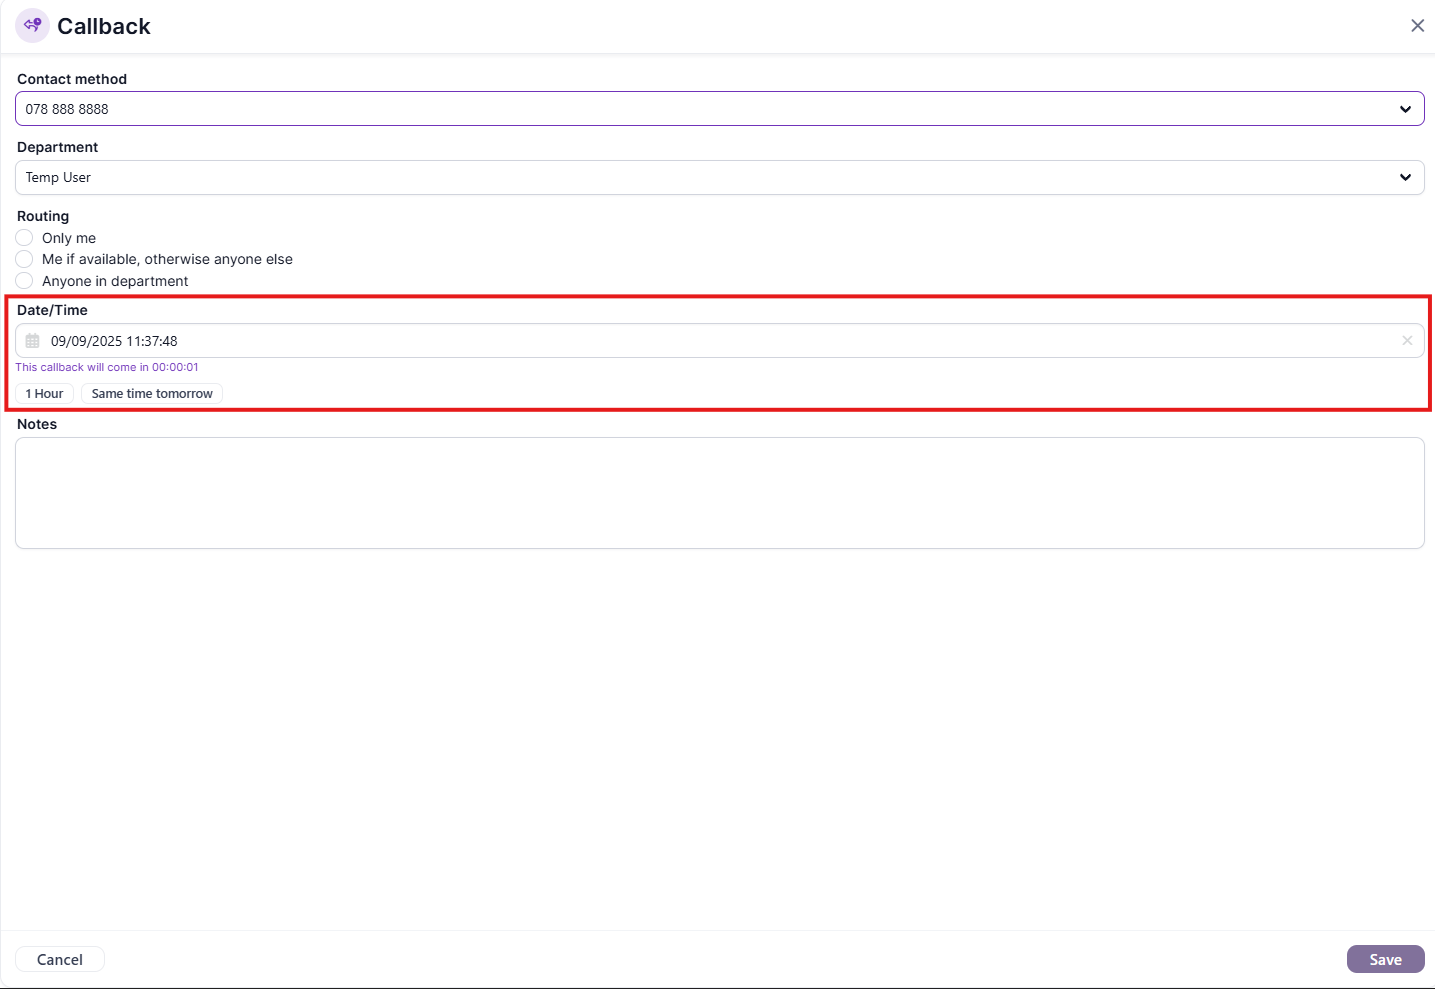 Callback
Contact method
078 888 8888
Department
Temp User
Routing
Only me
Me if available, otherwise anyone else
Anyone in department
Date/Time
09/09/2025 11:37:48
This callback will come in 00:00:01
1 Hour Same time tomorrow
Notes
Cancel Save